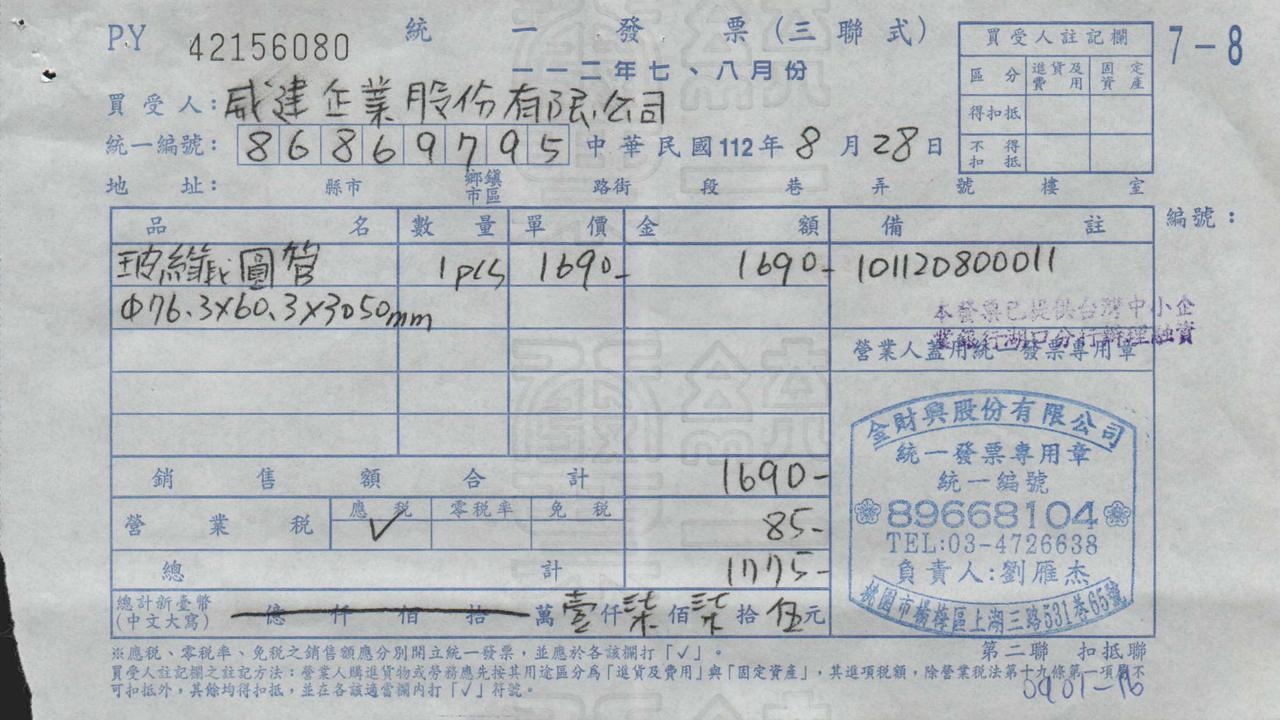 PY 42156080 統一發票(三聯式)
一一二年七、八月份
7-8
買受人註記欄
區分 進貨及費用 固定資產
得扣抵
不得扣抵
買受人: 威建企業股份有限公司
統一編號: 86869795 中華民國112年8月28日
地址: 縣市 鄉鎮市區 路街 段 巷 弄 號 樓 室
編號:
品名 數量 單價 金額 備註
玻纖圓管 1pcs 1690- 1690- 101120800011
Φ76.3x60.3x3050mm
本發票已提供台灣中小企
業銀行湖口分行辦理融資
營業人蓋用統一發票專用章
金財興股份有限公司
統一發票專用章
統一編號
89668104
TEL:03-4726638
負責人:劉雁杰
桃園市楊梅區上湖三路531巷65號
銷售額合計 1690-
營業稅 應稅 ✓ 零稅率 免稅 85-
總計 1775-
總計新臺幣(中文大寫) 億仟佰拾萬壹仟柒佰柒拾伍元
第二聯 扣抵聯
※應稅、零稅率、免稅之銷售額應分別開立統一發票,並應於各該欄打「✓」。
買受人註記欄之註記方法:營業人購進貨物或勞務應先按其用途區分為「進貨及費用」與「固定資產」,其進項稅額,除營業稅法第十九條第一項屬不
可扣抵外,其餘均得扣抵,並在各該適當欄內打「✓」符號。
0901-16